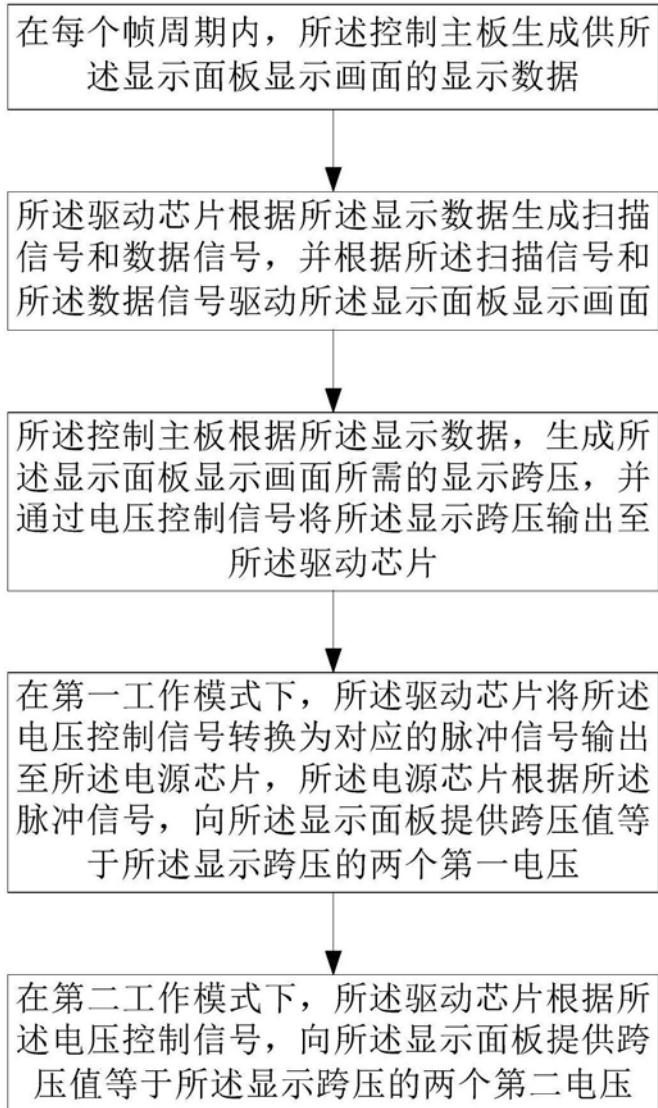 在每个帧周期内，所述控制主板生成供所
述显示面板显示画面的显示数据
所述驱动芯片根据所述显示数据生成扫描
信号和数据信号，并根据所述扫描信号和
所述数据信号驱动所述显示面板显示画面
所述控制主板根据所述显示数据，生成所
述显示面板显示画面所需的显示跨压，并
通过电压控制信号将所述显示跨压输出至
所述驱动芯片
在第一工作模式下，所述驱动芯片将所述
电压控制信号转换为对应的脉冲信号输出
至所述电源芯片，所述电源芯片根据所述
脉冲信号，向所述显示面板提供跨压值等
于所述显示跨压的两个第一电压
在第二工作模式下，所述驱动芯片根据所
述电压控制信号，向所述显示面板提供跨
压值等于所述显示跨压的两个第二电压